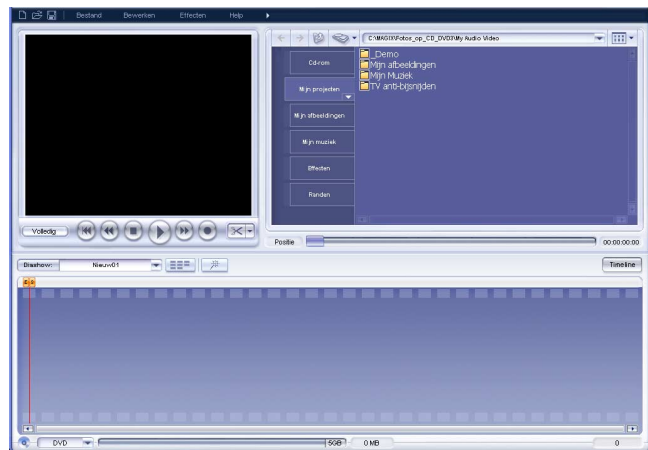 Bestand Bewerken Effecten Help
C:\MAGIX\Fotos_op_CD_DVD3\My Audio Video
Cd-rom
Mijn projekten
Mijn afbeeldingen
Mijn muziek
Effecten
Randen
_Demo
Mijn afbeeldingen
Mijn Muziek
TV anti-bijsnijden
Volledig
Positie 00:00:00:00
Diashow: Nieuw01 Timeline
E S
DVD 5GB 0 MB 0